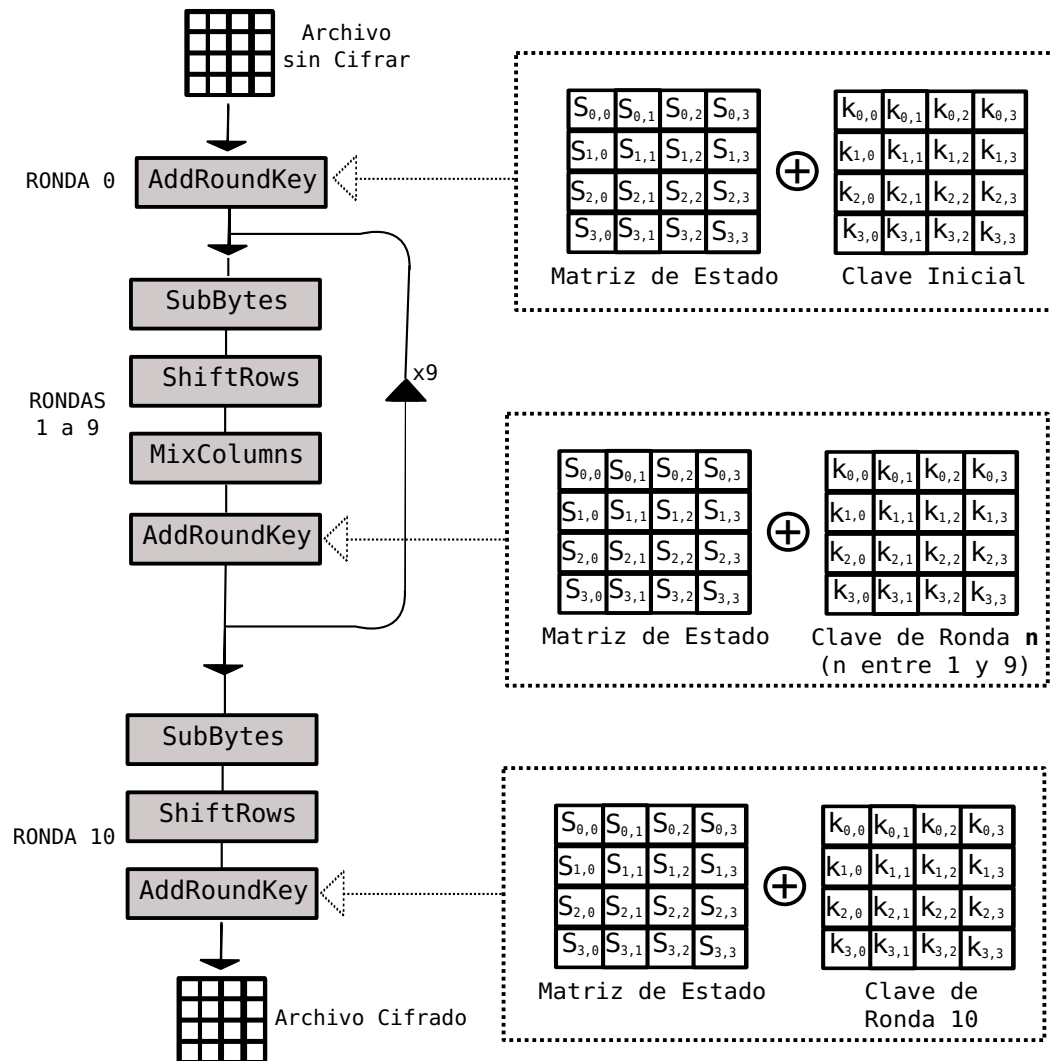 Archivo
sin Cifrar
RONDA 0
AddRoundKey
S0,0 S0,1 S0,2 S0,3
S1,0 S1,1 S1,2 S1,3
S2,0 S2,1 S2,2 S2,3
S3,0 S3,1 S3,2 S3,3
Matriz de Estado
k0,0 k0,1 k0,2 k0,3
k1,0 k1,1 k1,2 k1,3
k2,0 k2,1 k2,2 k2,3
k3,0 k3,1 k3,2 k3,3
Clave Inicial
RONDAS
1 a 9
SubBytes
ShiftRows
MixColumns
AddRoundKey
x9
S0,0 S0,1 S0,2 S0,3
S1,0 S1,1 S1,2 S1,3
S2,0 S2,1 S2,2 S2,3
S3,0 S3,1 S3,2 S3,3
Matriz de Estado
k0,0 k0,1 k0,2 k0,3
k1,0 k1,1 k1,2 k1,3
k2,0 k2,1 k2,2 k2,3
k3,0 k3,1 k3,2 k3,3
Clave de Ronda n
(n entre 1 y 9)
RONDA 10
SubBytes
ShiftRows
AddRoundKey
S0,0 S0,1 S0,2 S0,3
S1,0 S1,1 S1,2 S1,3
S2,0 S2,1 S2,2 S2,3
S3,0 S3,1 S3,2 S3,3
Matriz de Estado
k0,0 k0,1 k0,2 k0,3
k1,0 k1,1 k1,2 k1,3
k2,0 k2,1 k2,2 k2,3
k3,0 k3,1 k3,2 k3,3
Clave de
Ronda 10
Archivo Cifrado